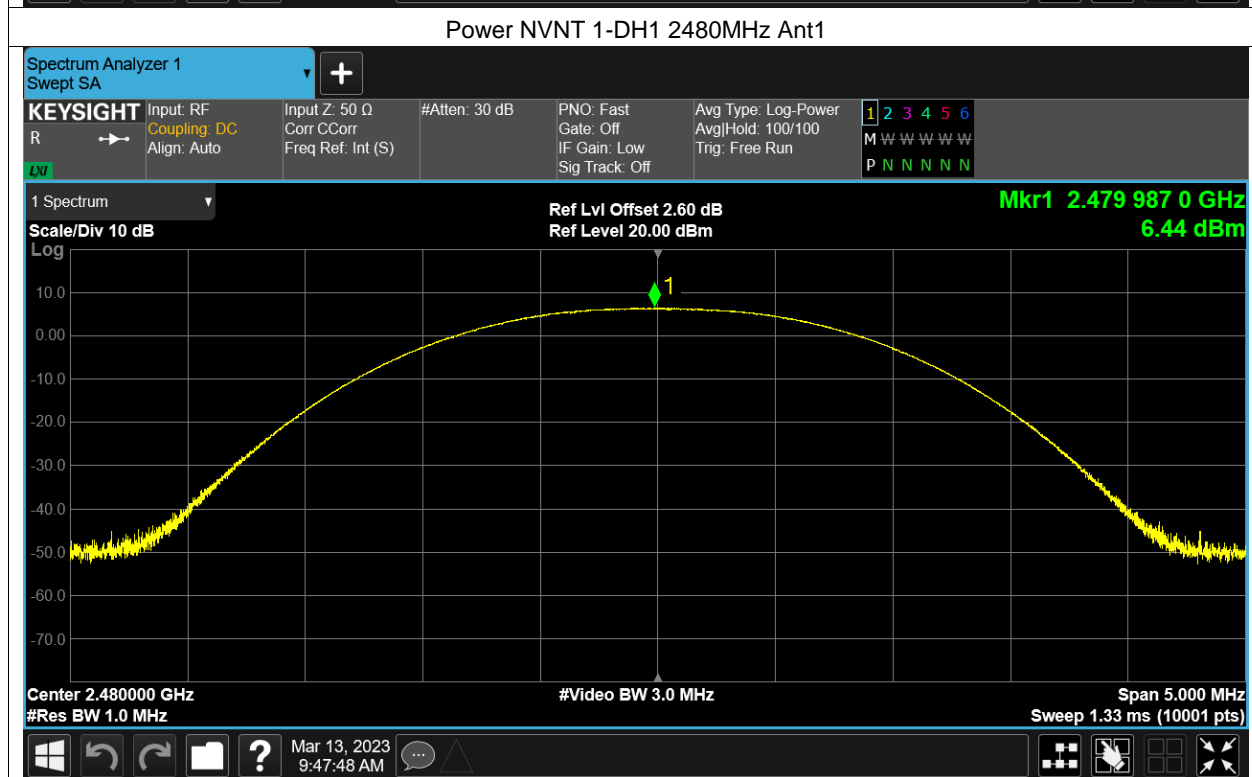 Power NVNT 1-DH1 2480MHz Ant1
Spectrum Analyzer 1
Swept SA
+
KEYSIGHT
R
LXI
Input: RF
Coupling: DC
Align: Auto
Input Z: 50 Ω
Corr CCorr
Freq Ref: Int (S)
#Atten: 30 dB
PNO: Fast
Gate: Off
IF Gain: Low
Sig Track: Off
Avg Type: Log-Power
Avg|Hold: 100/100
Trig: Free Run
1 2 3 4 5 6
M W W W W W
P N N N N N
1 Spectrum
Scale/Div 10 dB
Log
Ref Lvl Offset 2.60 dB
Ref Level 20.00 dBm
Mkr1 2.479 987 0 GHz
6.44 dBm
1
10.0
0.00
-10.0
-20.0
-30.0
-40.0
-50.0
-60.0
-70.0
Center 2.480000 GHz
#Video BW 3.0 MHz
Span 5.000 MHz
#Res BW 1.0 MHz
Sweep 1.33 ms (10001 pts)
?
Mar 13, 2023
9:47:48 AM